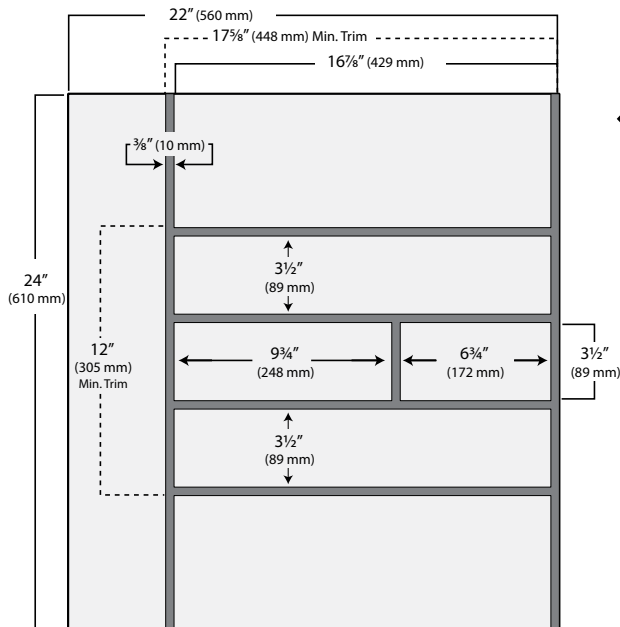 22” (560 mm)
17⅝” (448 mm) Min. Trim
16⅞” (429 mm)
⅜” (10 mm)
3½”
(89 mm)
24”
(610 mm)
12”
(305 mm)
Min. Trim
9¾”
(248 mm)
6¾”
(172 mm)
3½”
(89 mm)
3½”
(89 mm)